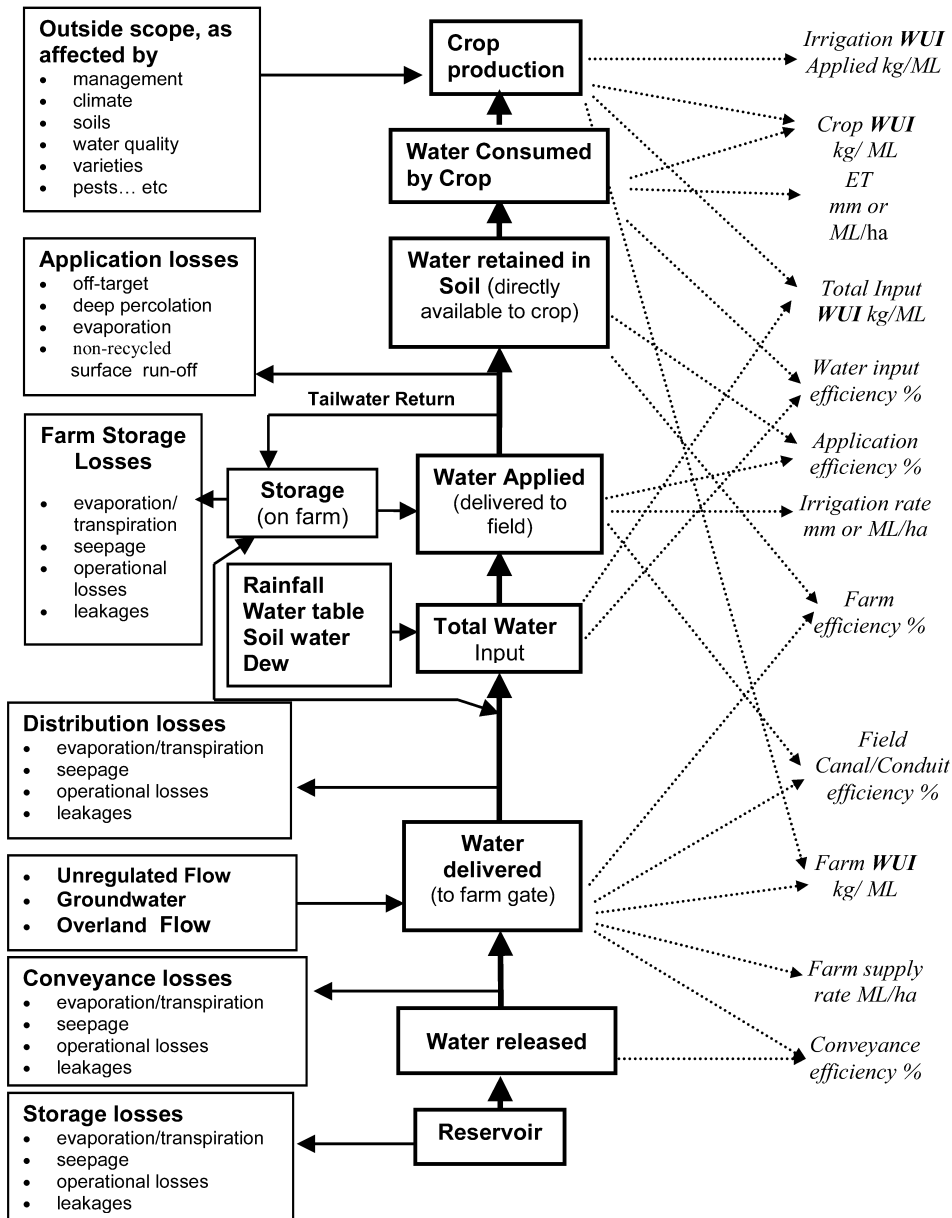 Outside scope, as
affected by
• management
• climate
• soils
• water quality
• varieties
• pests… etc
Crop
production
Irrigation WUI
Applied kg/ML
Water Consumed
by Crop
Crop WUI
kg/ ML
ET
mm or
ML/ha
Application losses
• off-target
• deep percolation
• evaporation
• non-recycled
surface run-off
Water retained in
Soil (directly
available to crop)
Total Input
WUI kg/ML
Water input
efficiency %
Tailwater Return
Farm Storage
Losses
• evaporation/
transpiration
• seepage
• operational
losses
• leakages
Storage
(on farm)
Water Applied
(delivered to
field)
Application
efficiency %
Irrigation rate
mm or ML/ha
Rainfall
Water table
Soil water
Dew
Total Water
Input
Farm
efficiency %
Distribution losses
• evaporation/transpiration
• seepage
• operational losses
• leakages
Field
Canal/Conduit
efficiency %
Water
delivered
(to farm gate)
• Unregulated Flow
• Groundwater
• Overland Flow
Farm WUI
kg/ ML
Conveyance losses
• evaporation/transpiration
• seepage
• operational losses
• leakages
Farm supply
rate ML/ha
Water released
Conveyance
efficiency %
Storage losses
• evaporation/transpiration
• seepage
• operational losses
• leakages
Reservoir